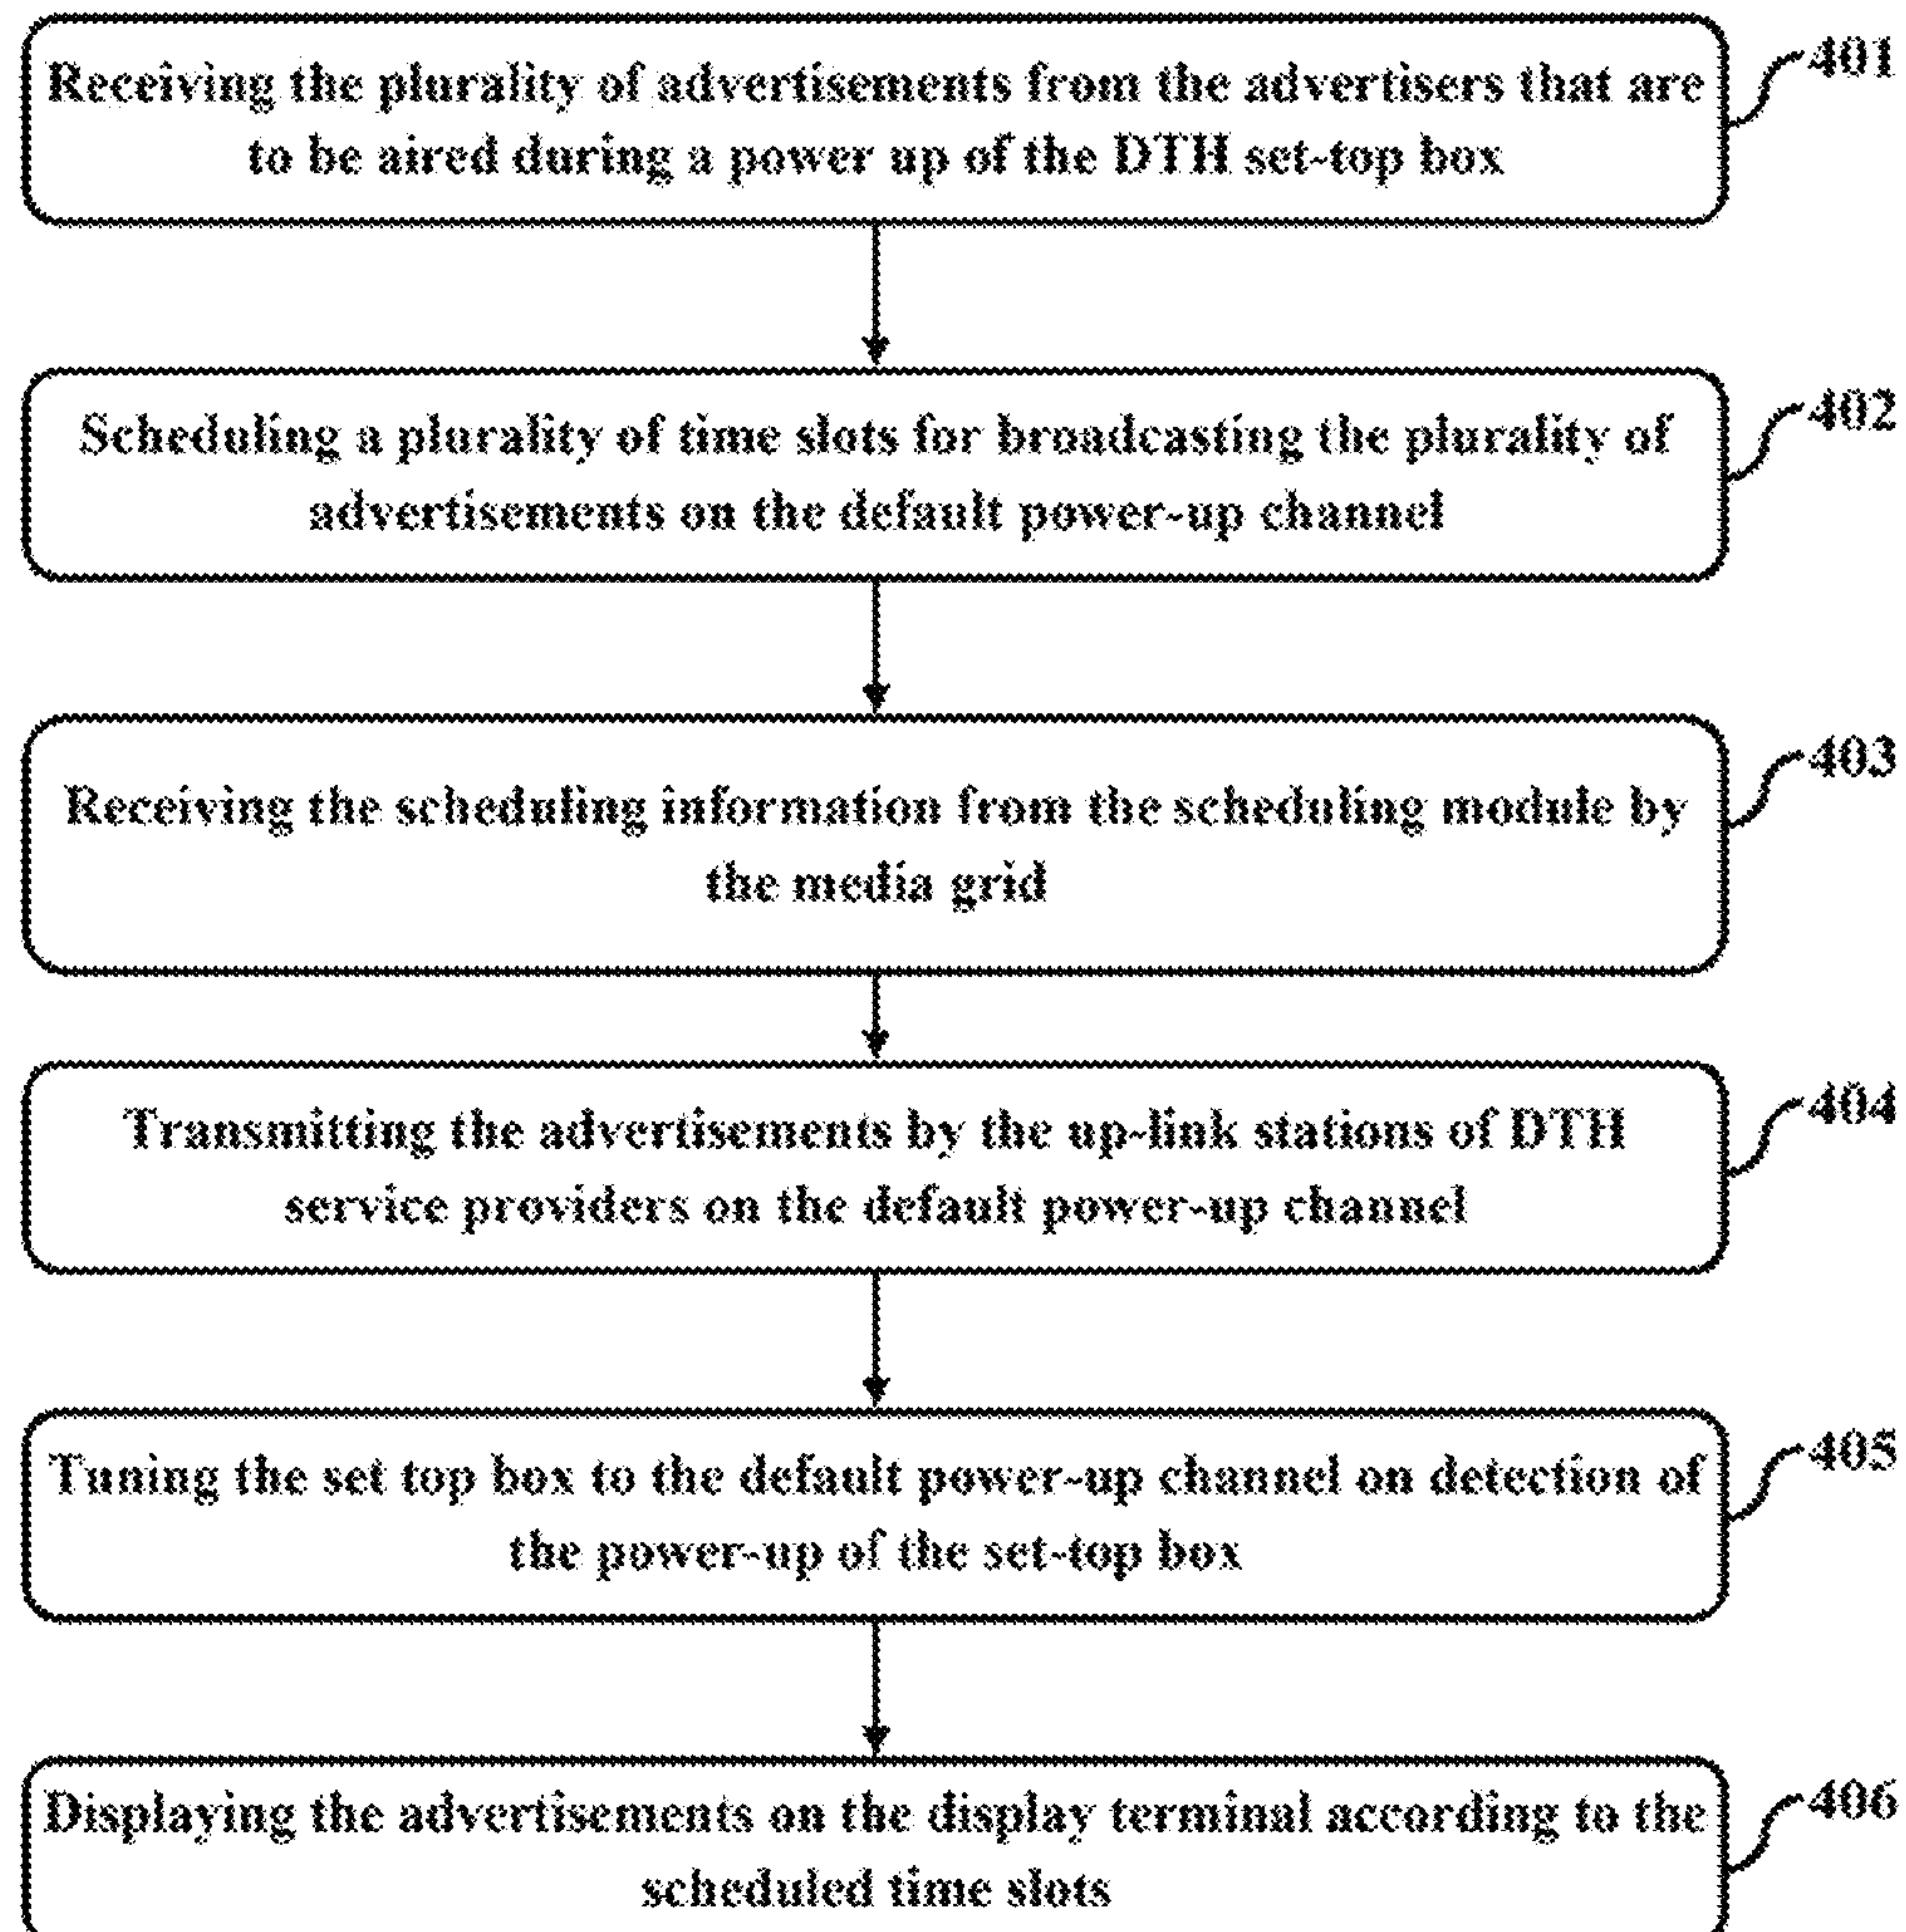 Receiving the plurality of advertisements from the advertisers that are
to be aired during a power up of the DTH set-top box
401
Scheduling a plurality of time slots for broadcasting the plurality of
advertisements on the default power-up channel
402
Receiving the scheduling information from the scheduling module by
the media grid
403
Transmitting the advertisements by the up-link stations of DTH
service providers on the default power-up channel
404
Tuning the set top box to the default power-up channel on detection of
the power-up of the set-top box
405
Displaying the advertisements on the display terminal according to the
scheduled time slots
406